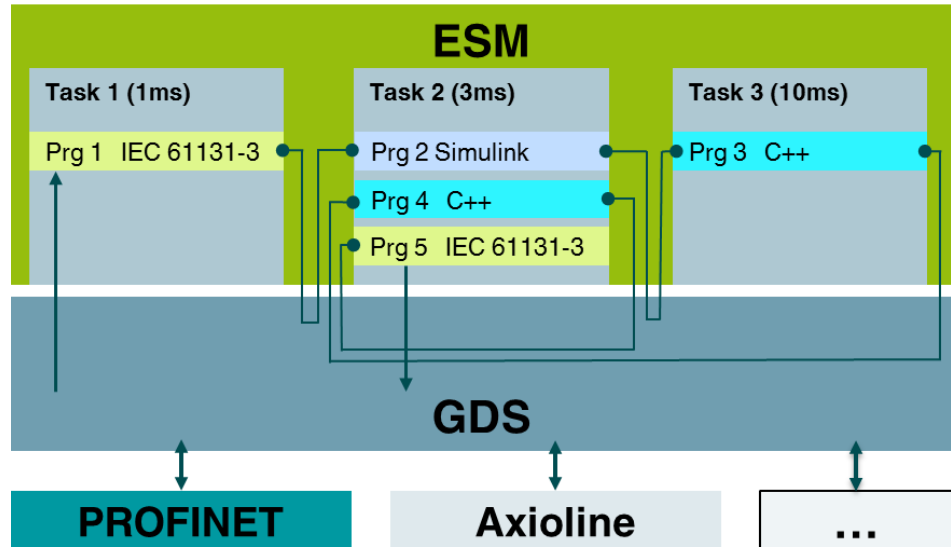 ESM
Task 1 (1ms)
Task 2 (3ms)
Task 3 (10ms)
Prg 1 IEC 61131-3
Prg 2 Simulink
Prg 3 C++
Prg 4 C++
Prg 5 IEC 61131-3
GDS
PROFINET
Axioline
...